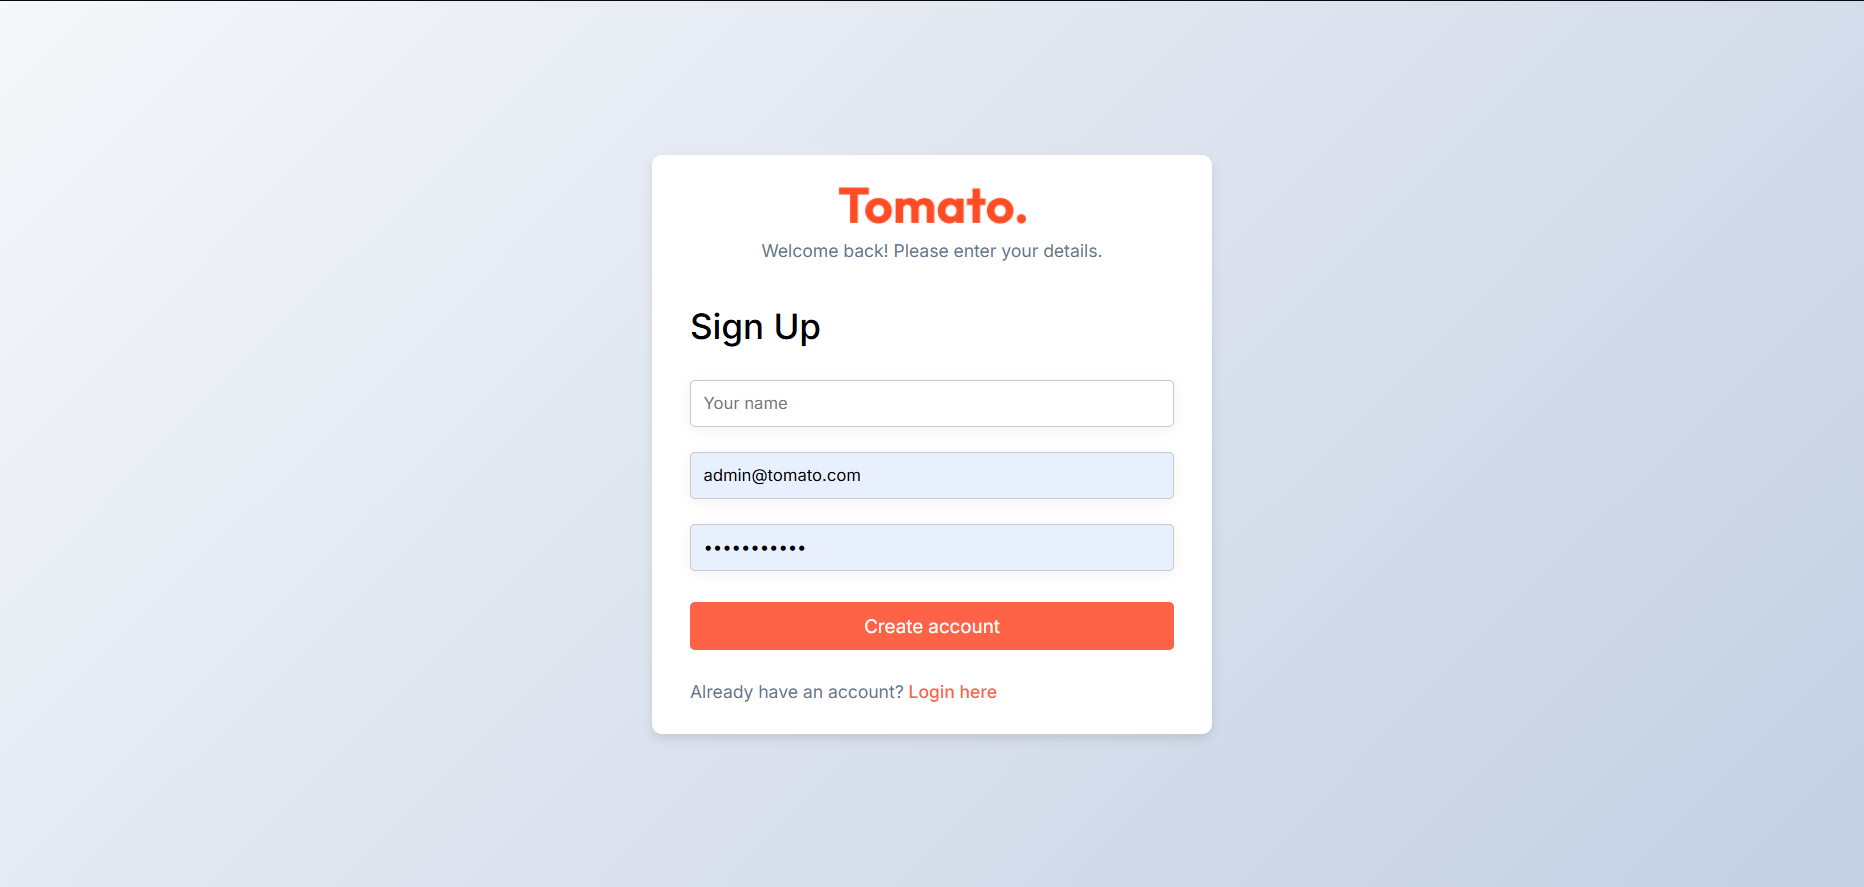 Tomato.
Welcome back! Please enter your details.
Sign Up
Your name
admin@tomato.com
•••••••••••
Create account
Already have an account? Login here